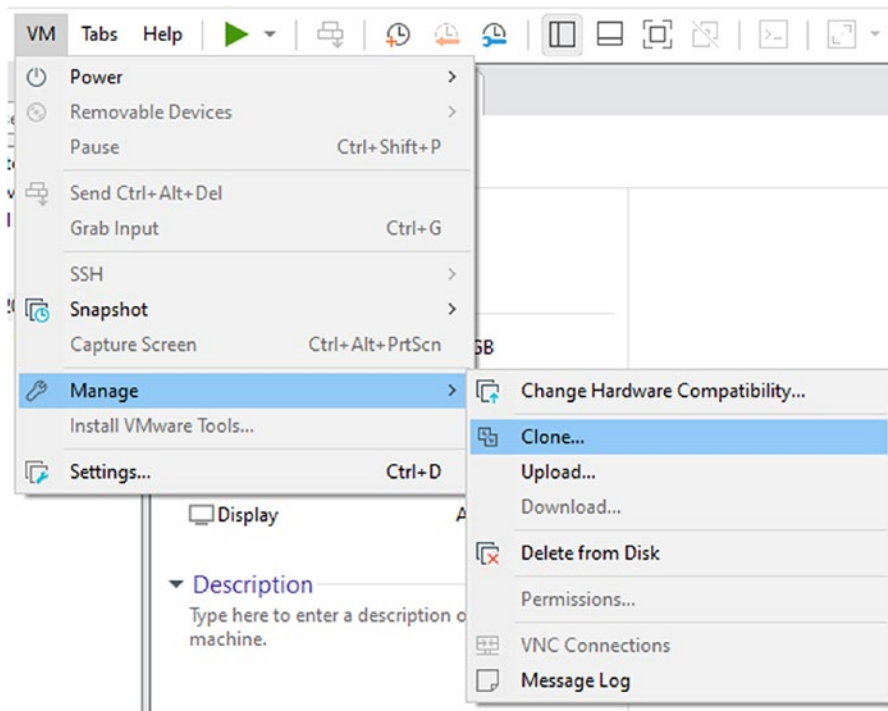 VM Tabs Help
Power
Removable Devices
Pause Ctrl+Shift+P
Send Ctrl+Alt+Del
Grab Input Ctrl+G
SSH
Snapshot
Capture Screen Ctrl+Alt+PrtScn
GB
Manage
Change Hardware Compatibility...
Install VMware Tools...
Clone...
Settings... Ctrl+D
Upload...
Download...
Display
Delete from Disk
Description
Permissions...
Type here to enter a description o
machine.
VNC Connections
Message Log